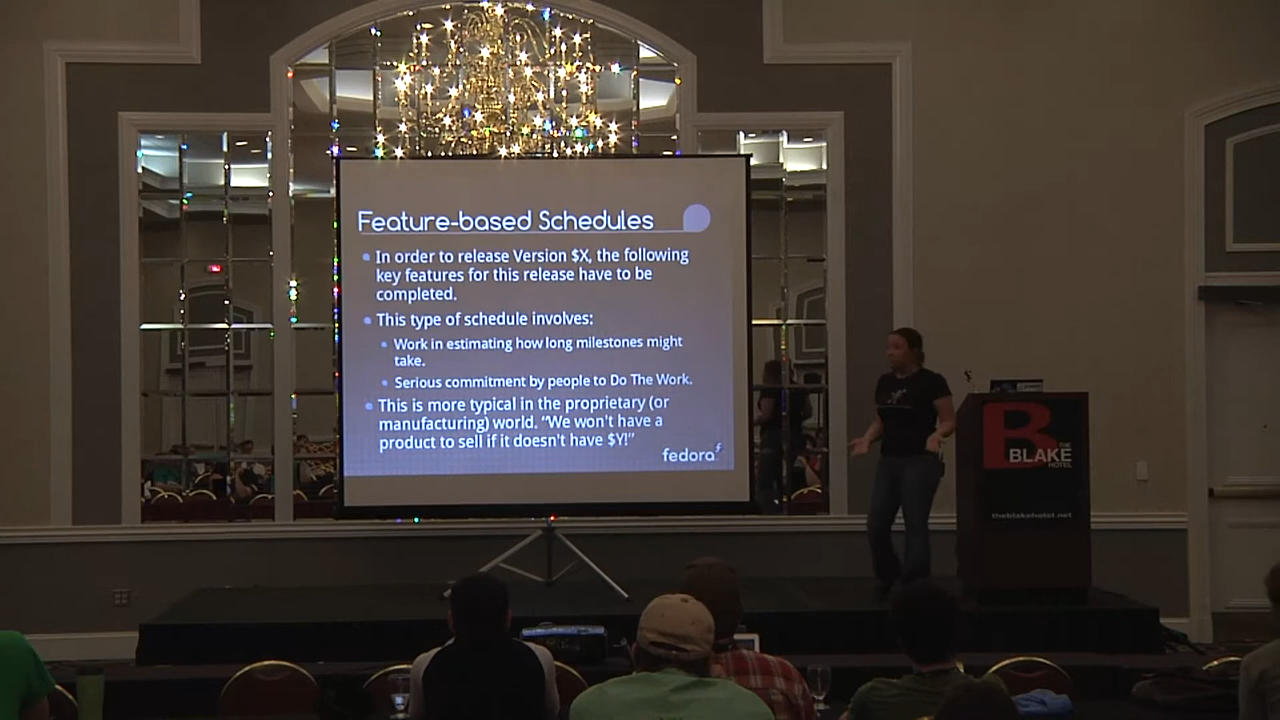 Feature-based Schedules
In order to release Version $X, the following
key features for this release have to be
completed.
This type of schedule involves:
Work in estimating how long milestones might
take.
Serious commitment by people to Do The Work.
This is more typical in the proprietary (or
manufacturing) world. “We won't have a
product to sell if it doesn't have $Y!”
fedora
B
THE
BLAKE
HOTEL
theblakehotel.net